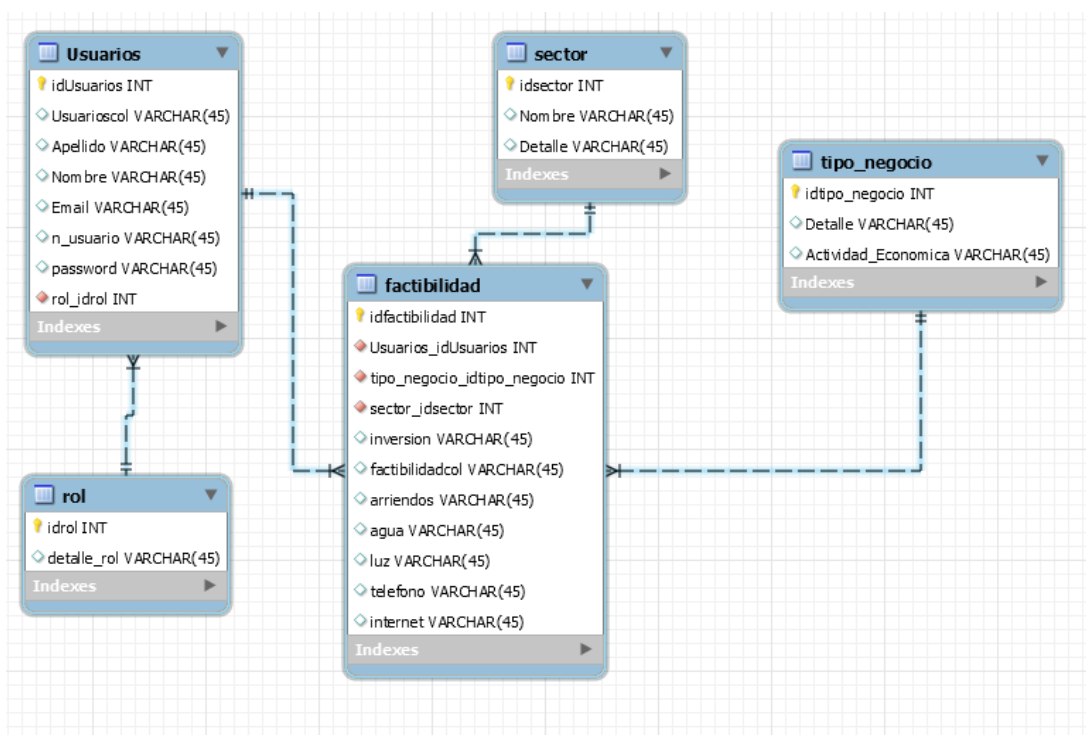 Usuarios
idUsuarios INT
Usuarioscol VARCHAR(45)
Apellido VARCHAR(45)
Nombre VARCHAR(45)
Email VARCHAR(45)
n_usuario VARCHAR(45)
password VARCHAR(45)
rol_idrol INT
Indexes
sector
idsector INT
Nombre VARCHAR(45)
Detalle VARCHAR(45)
Indexes
tipo_negocio
idtipo_negocio INT
Detalle VARCHAR(45)
Actividad_Economica VARCHAR(45)
Indexes
factibilidad
idfactibilidad INT
Usuarios_idUsuarios INT
tipo_negocio_idtipo_negocio INT
sector_idsector INT
inversion VARCHAR(45)
factibilidadcol VARCHAR(45)
arriendos VARCHAR(45)
agua VARCHAR(45)
luz VARCHAR(45)
telefono VARCHAR(45)
internet VARCHAR(45)
Indexes
rol
idrol INT
detalle_rol VARCHAR(45)
Indexes